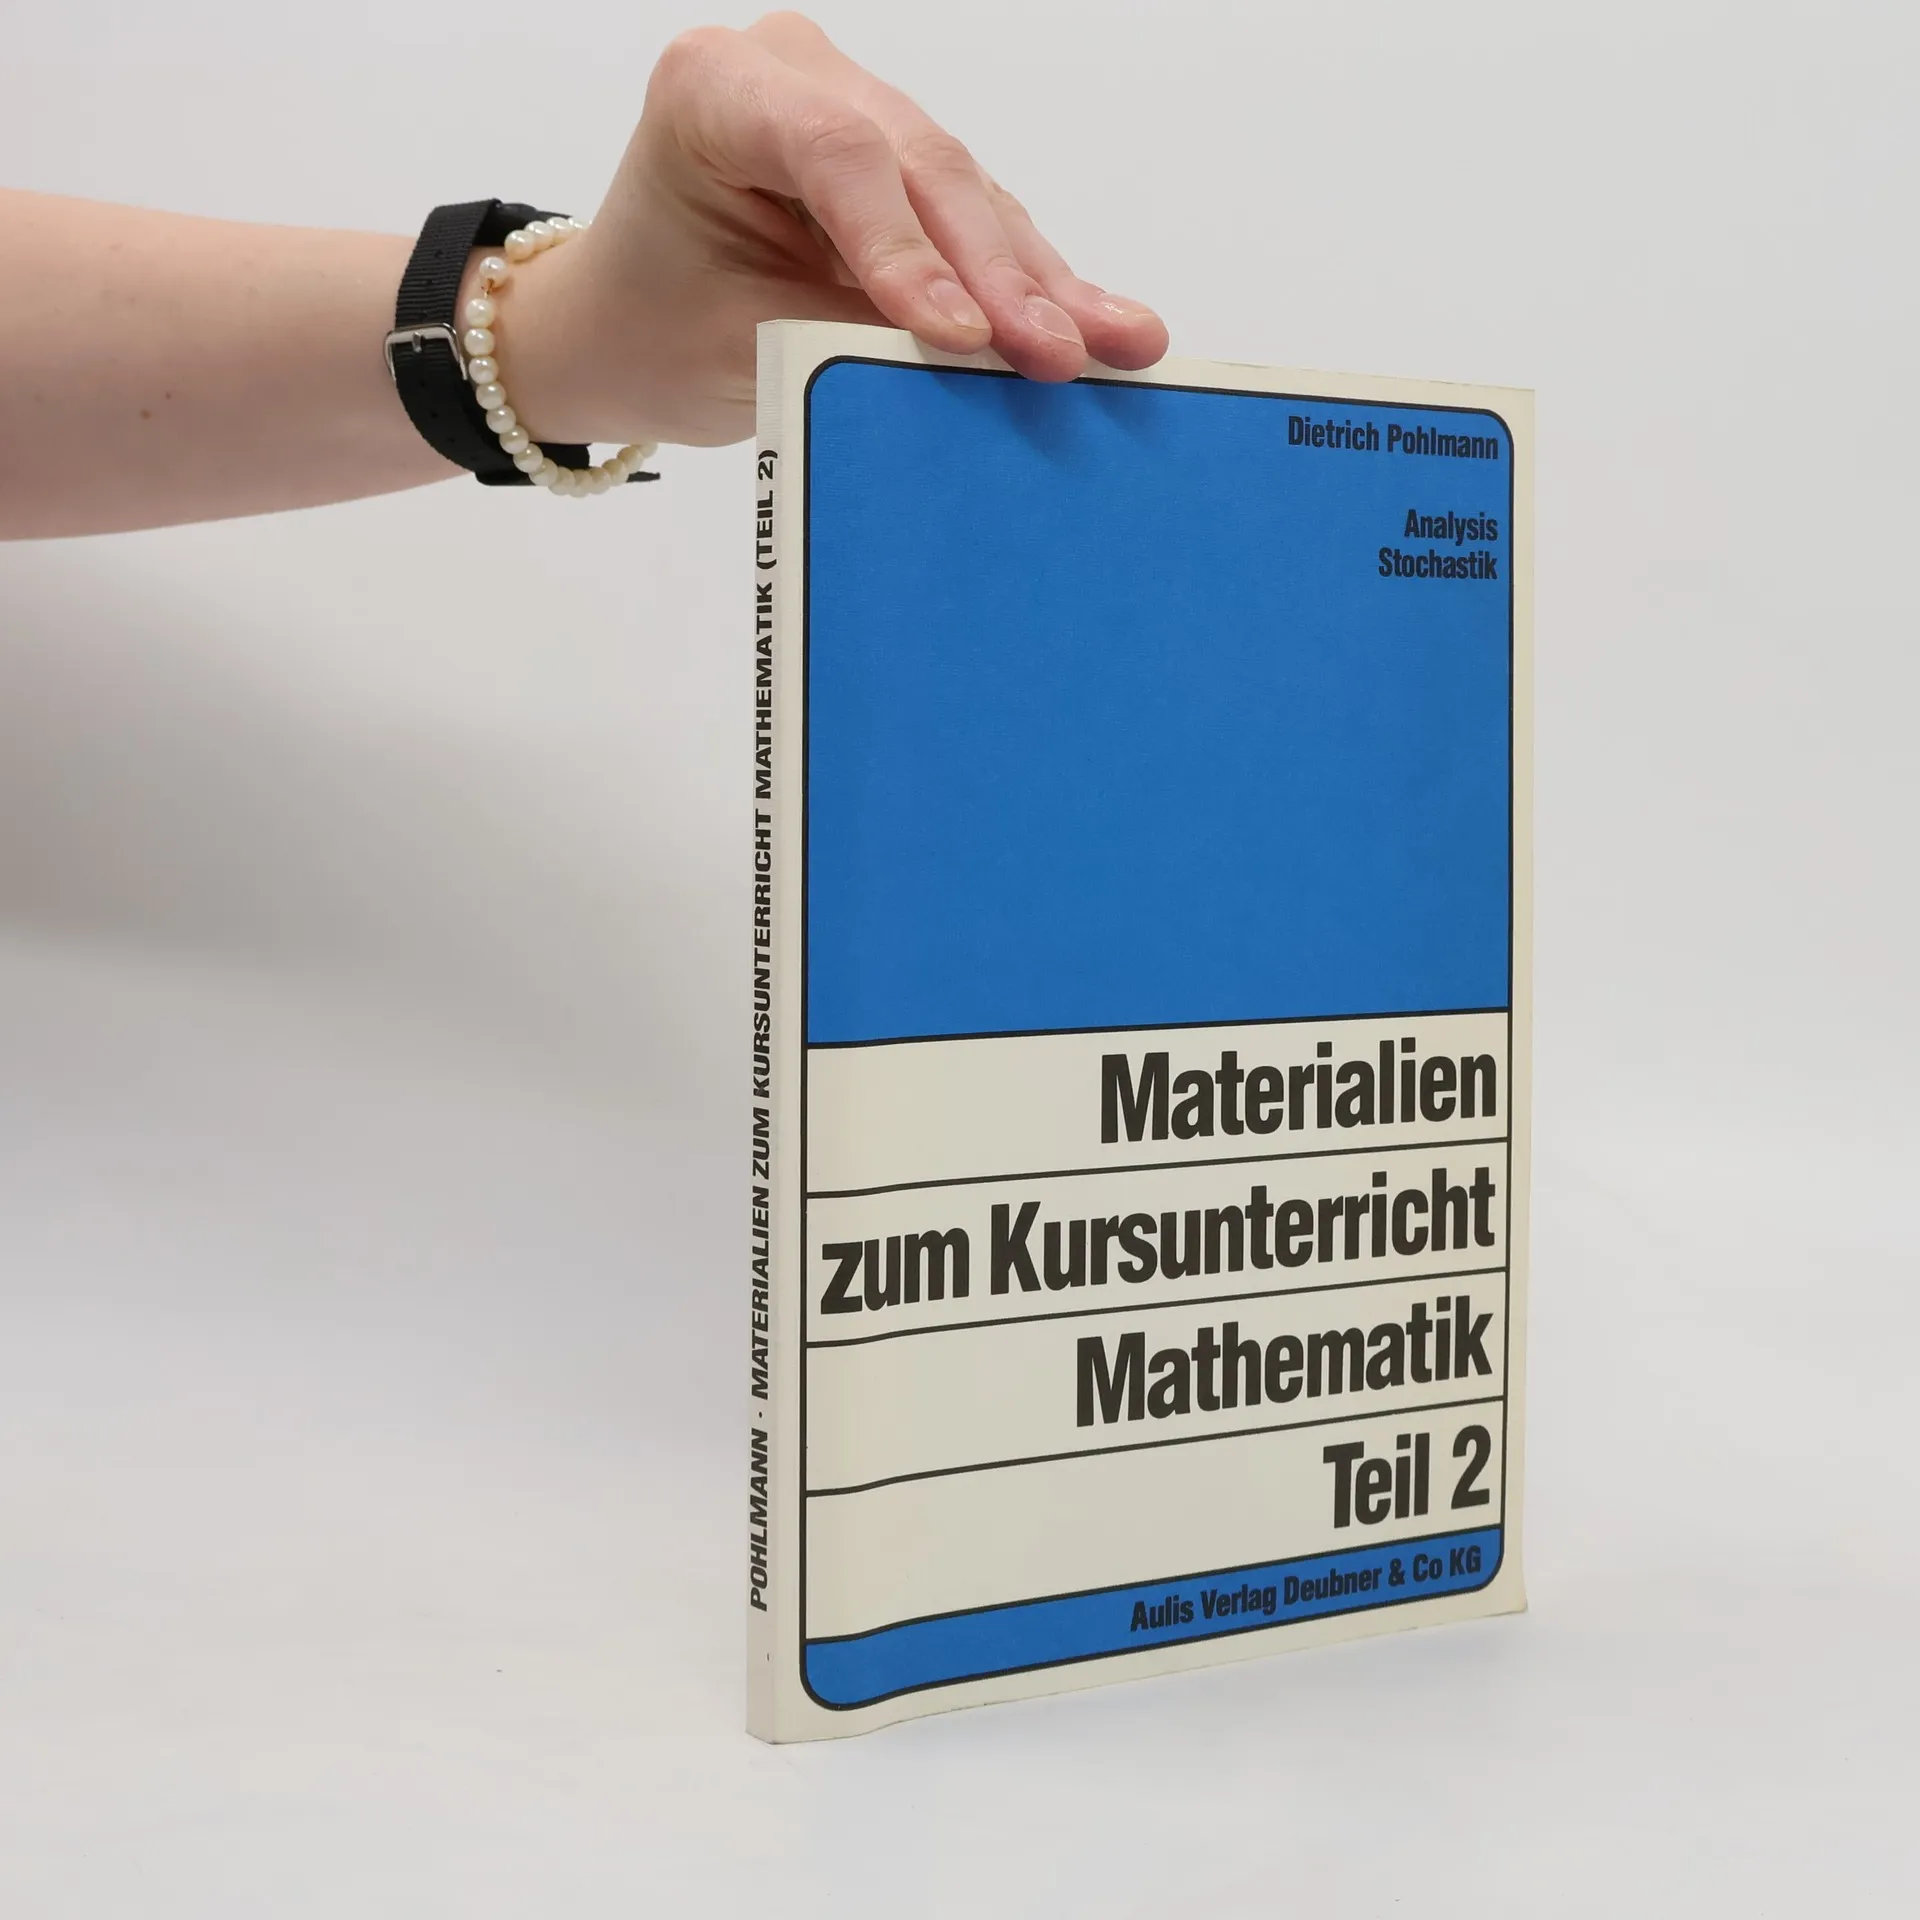 Dietrich Pohlmann
Analysis
Stochastik
Materialien
zum Kursunterricht
Mathematik
Teil 2
Aulis Verlag Deubner & Co KG
POHLMANN · MATERIALIEN ZUM KURSUNTERRICHT MATHEMATIK (TEIL 2)